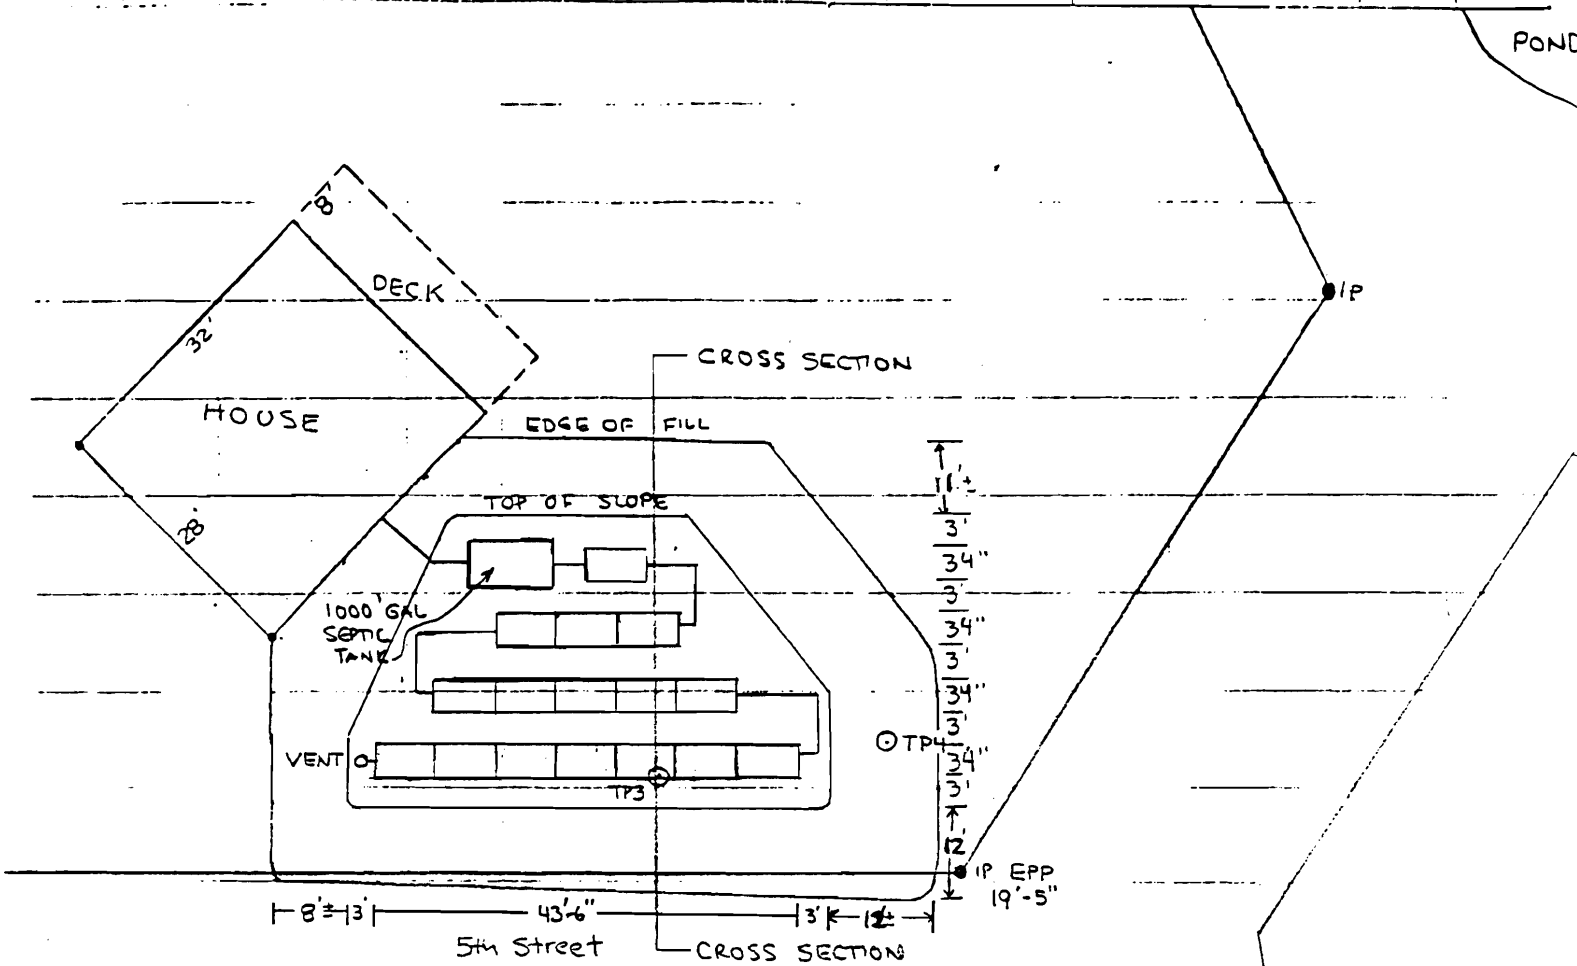 POND
8'
DECK
IP
32'
CROSS SECTION
HOUSE
EDGE OF FILL
11'±
TOP OF SLOPE
28'
3'
34"
3'
34"
3'
34"
3'
34"
3'
1000 GAL
SEPTIC
TANK
VENT
TP4
TP3
12'
IP EPP
19'-5"
8'± 3' 43'-6" 3' 12'±
5th Street
CROSS SECTION